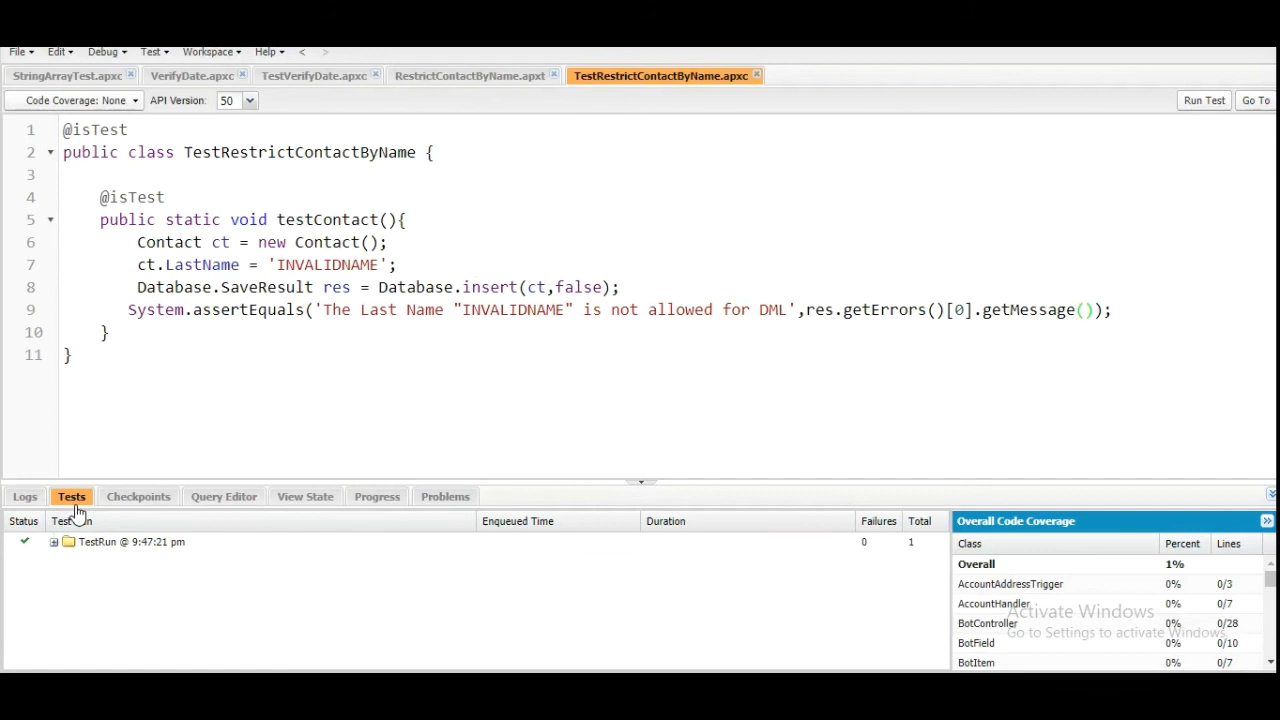 File Edit Debug Test Workspace Help < >
StringArrayTest.apxc VerifyDate.apxc TestVerifyDate.apxc RestrictContactByName.apxt TestRestrictContactByName.apxc
Code Coverage: None API Version: 50 Run Test Go To
1 @isTest
2 public class TestRestrictContactByName {
3
4 @isTest
5 public static void testContact(){
6 Contact ct = new Contact();
7 ct.LastName = 'INVALIDNAME';
8 Database.SaveResult res = Database.insert(ct,false);
9 System.assertEquals('The Last Name "INVALIDNAME" is not allowed for DML',res.getErrors()[0].getMessage());
10 }
11 }
Logs Tests Checkpoints Query Editor View State Progress Problems
Status Enqueued Time Duration Failures Total
TestRun @ 9:47:21 pm 0 1
Overall Code Coverage
Class Percent Lines
Overall 1%
AccountAddressTrigger 0% 0/3
AccountHandler 0% 0/7
BotController 0% 0/28
BotField 0% 0/10
BotItem 0% 0/7
Activate Windows
Go to Settings to activate Windows.